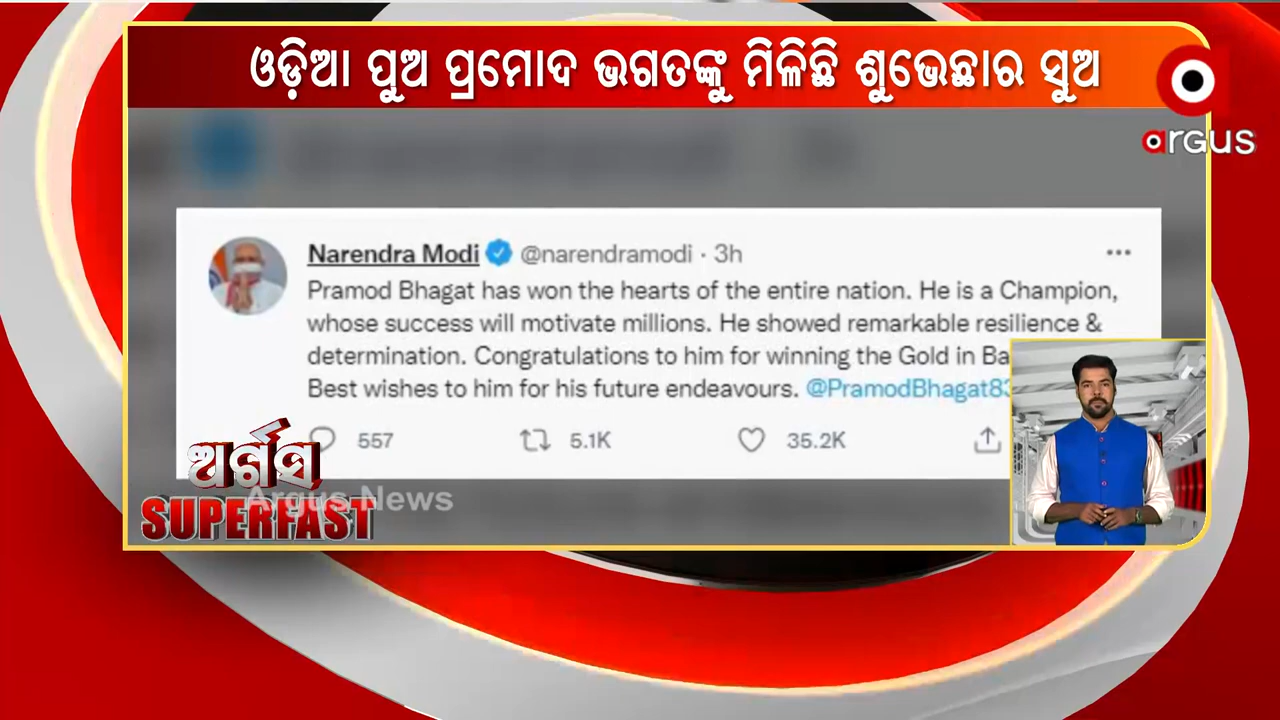 ଓଡ଼ିଆ ପୁଅ ପ୍ରମୋଦ ଭଗତଙ୍କୁ ମିଳିଛି ଶୁଭେଛାର ସୁଅ
argus
Narendra Modi @narendramodi · 3h
Pramod Bhagat has won the hearts of the entire nation. He is a Champion,
whose success will motivate millions. He showed remarkable resilience &
determination. Congratulations to him for winning the Gold in Ba
Best wishes to him for his future endeavours. @PramodBhagat83
557 5.1K 35.2K
ଅର୍ଗସ
Argus News
SUPERFAST